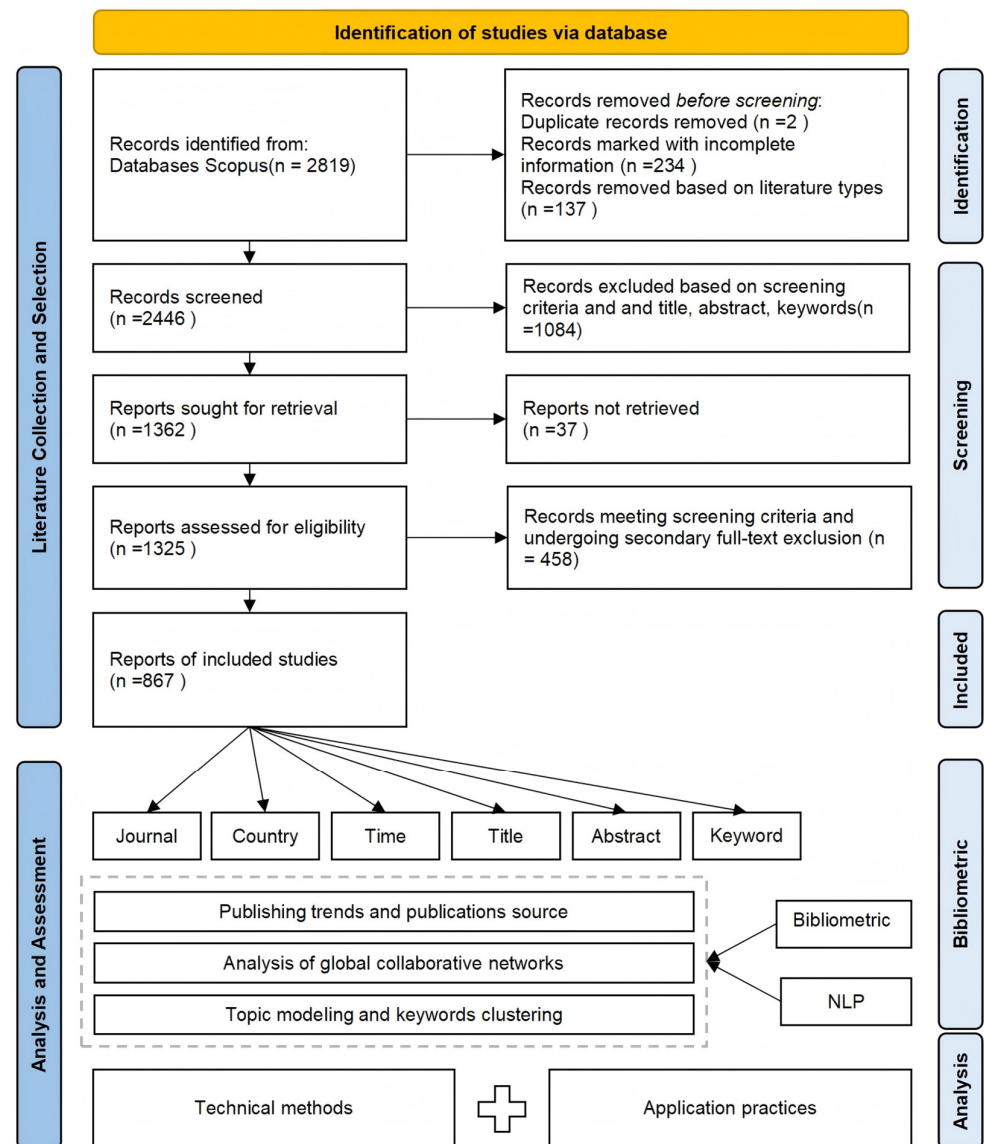 Identification of studies via database
Literature Collection and Selection
Identification
Records identified from:
Databases Scopus(n = 2819)
Records removed before screening:
Duplicate records removed (n =2 )
Records marked with incomplete
information (n =234 )
Records removed based on literature types
(n =137 )
Screening
Records screened
(n =2446 )
Records excluded based on screening
criteria and and title, abstract, keywords(n
=1084)
Reports sought for retrieval
(n =1362 )
Reports not retrieved
(n =37 )
Reports assessed for eligibility
(n =1325 )
Records meeting screening criteria and
undergoing secondary full-text exclusion (n
= 458)
Included
Reports of included studies
(n =867 )
Analysis and Assessment
Bibliometric
Journal
Country
Time
Title
Abstract
Keyword
Publishing trends and publications source
Analysis of global collaborative networks
Topic modeling and keywords clustering
Bibliometric
NLP
Analysis
Technical methods
Application practices